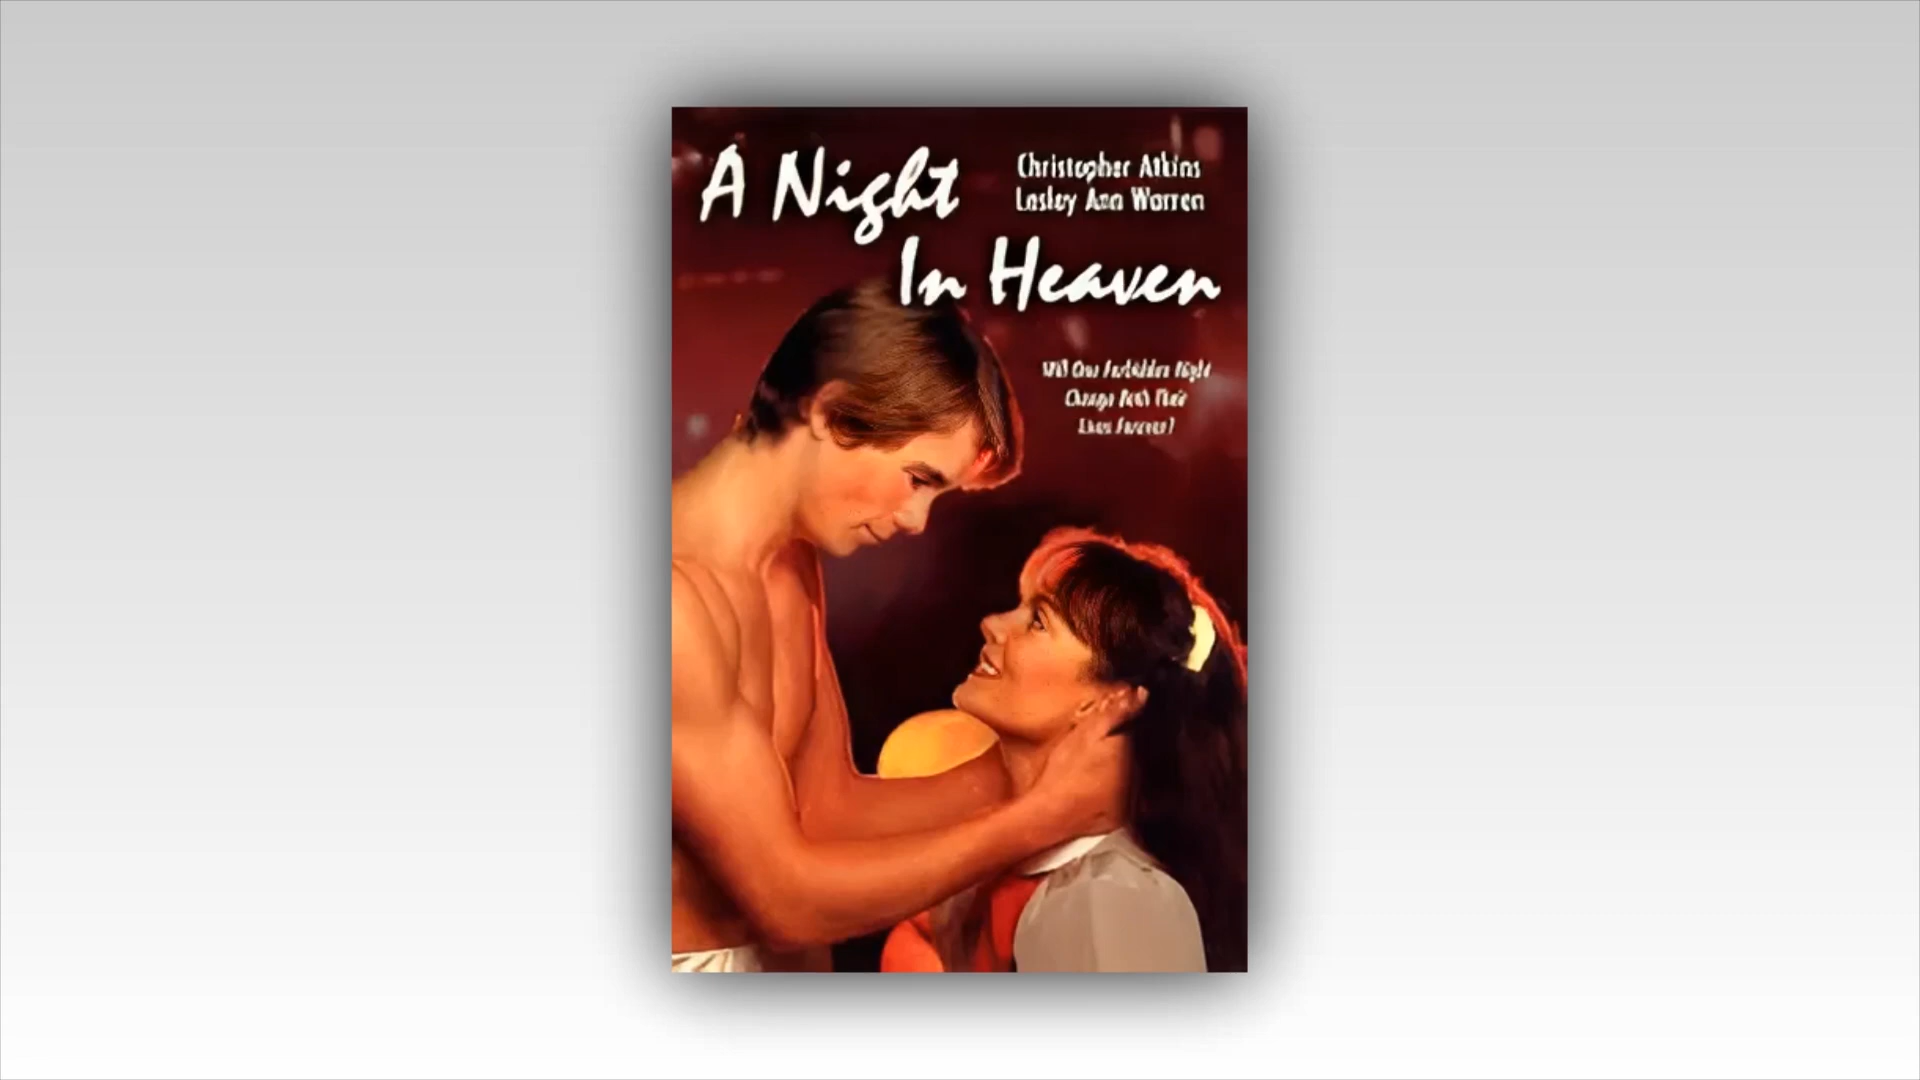 A Night
In Heaven
Christopher Atkins
Lesley Ann Warren
Will One Forbidden Night
Change Both Their
Lives Forever?